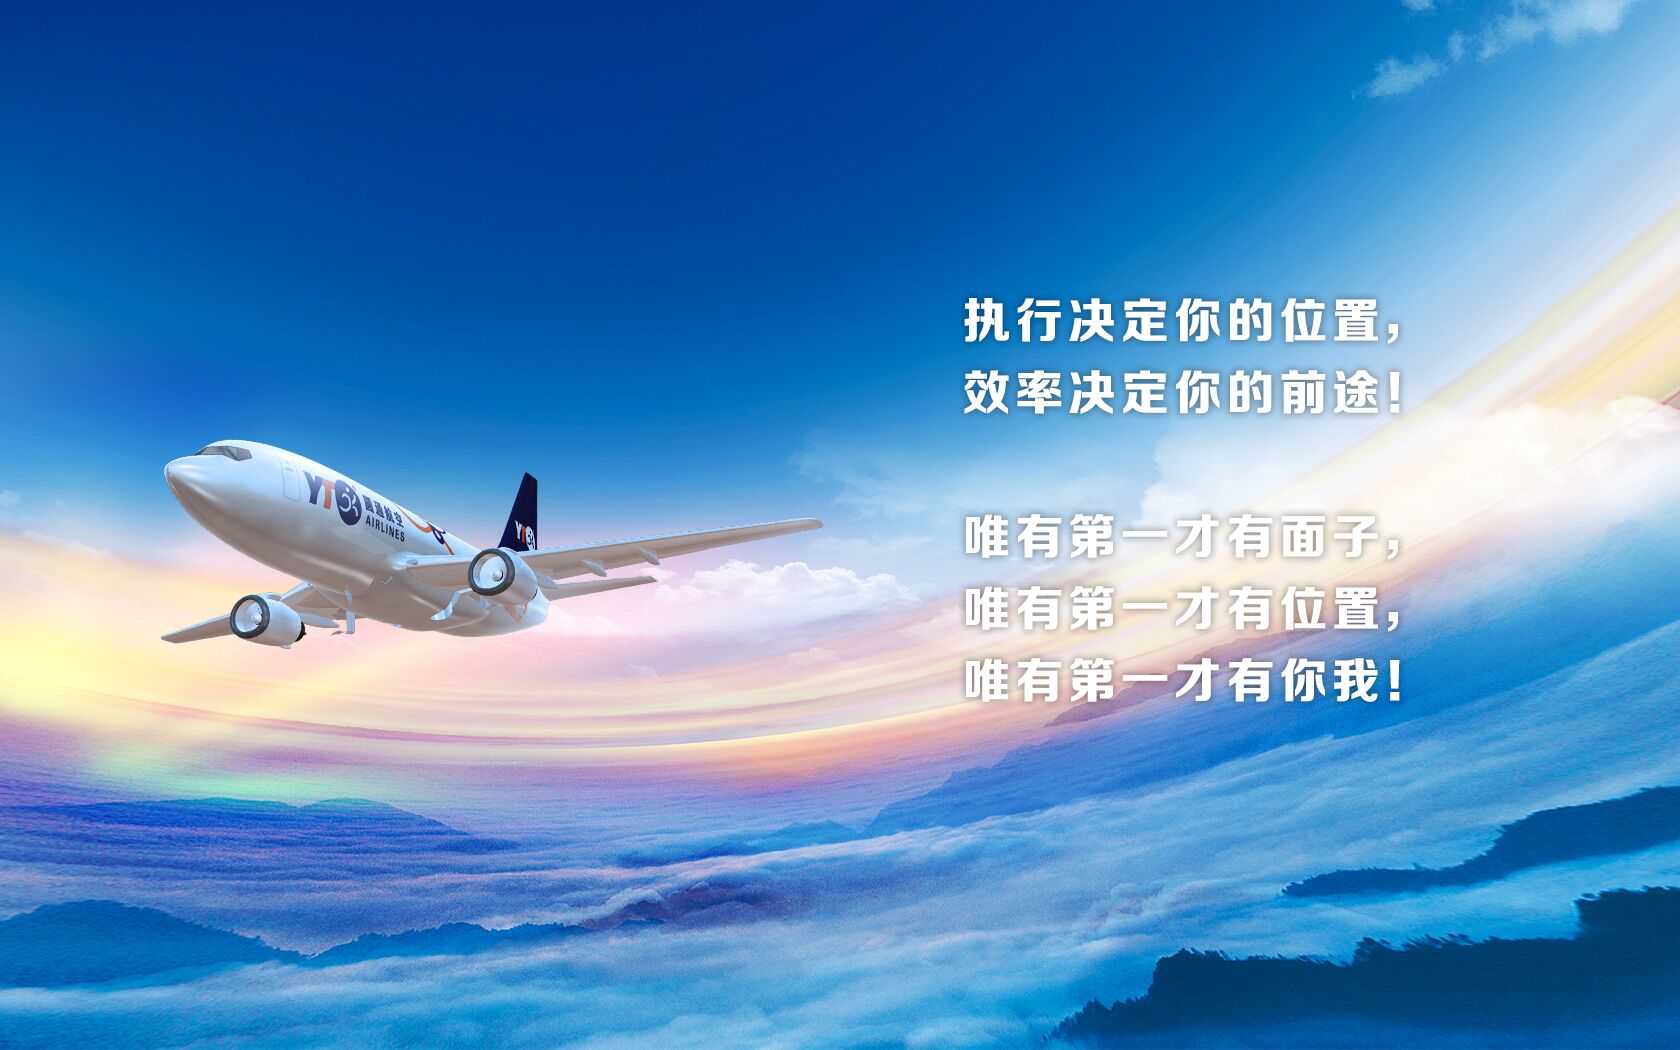 执行决定你的位置，
效率决定你的前途！
唯有第一才有面子，
唯有第一才有位置，
唯有第一才有你我！
YTO 圆通航空
AIRLINES
YTO